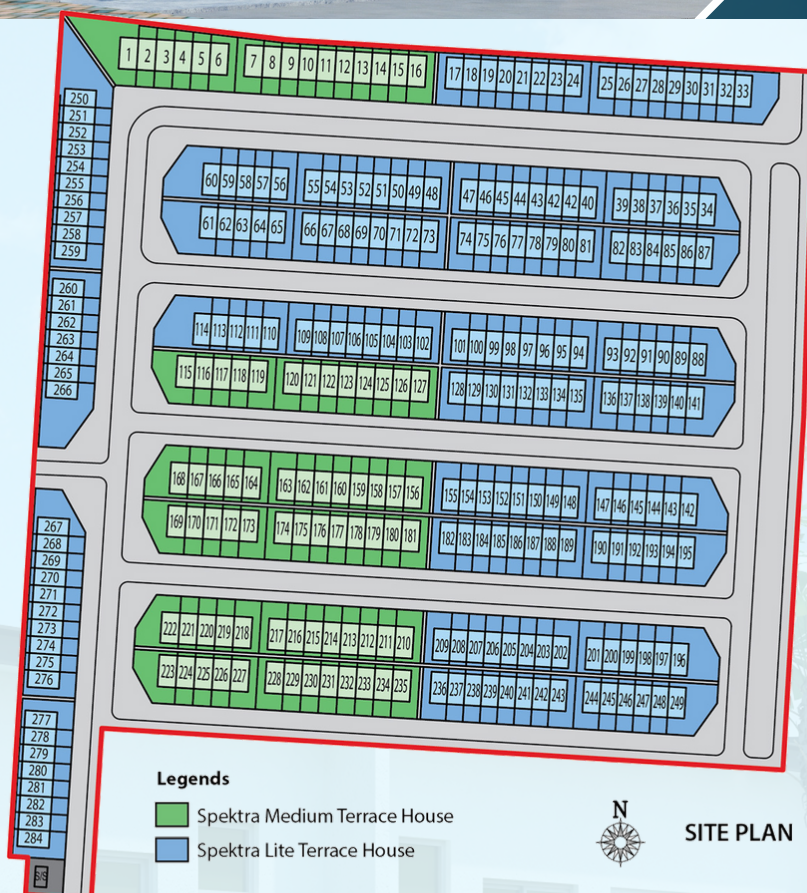 1 2 3 4 5 6 7 8 9 10 11 12 13 14 15 16 17 18 19 20 21 22 23 24 25 26 27 28 29 30 31 32 33
250
251
252
253
254
255
256
257
258
259
60 59 58 57 56 55 54 53 52 51 50 49 48 47 46 45 44 43 42 42 40 39 38 37 36 35 34
61 62 63 64 65 66 67 68 69 70 71 72 73 74 75 76 77 78 79 80 81 82 83 84 85 86 87
260
261
262
263
264
265
266
114 113 112 111 110 109 108 107 106 105 104 103 102 101 100 99 98 97 96 95 94 93 92 91 90 89 88
115 116 117 118 119 120 121 122 123 124 125 126 127 128 129 130 131 132 133 134 135 136 137 138 139 140 141
168 167 166 165 164 163 162 161 160 159 158 157 156 155 154 153 152 151 150 149 148 147 146 145 144 143 142
169 170 171 172 173 174 175 176 177 178 179 180 181 182 183 184 185 186 187 188 189 190 191 192 193 194 195
267
268
269
270
271
272
273
274
275
276
222 221 220 219 218 217 216 215 214 213 212 211 210 209 208 207 206 205 204 203 202 201 200 199 198 197 196
223 224 225 226 227 228 229 230 231 232 233 234 235 236 237 238 239 240 241 242 243 244 245 246 247 248 249
277
278
279
280
281
282
283
284
S/S
Legends
Spektra Medium Terrace House
Spektra Lite Terrace House
N
SITE PLAN